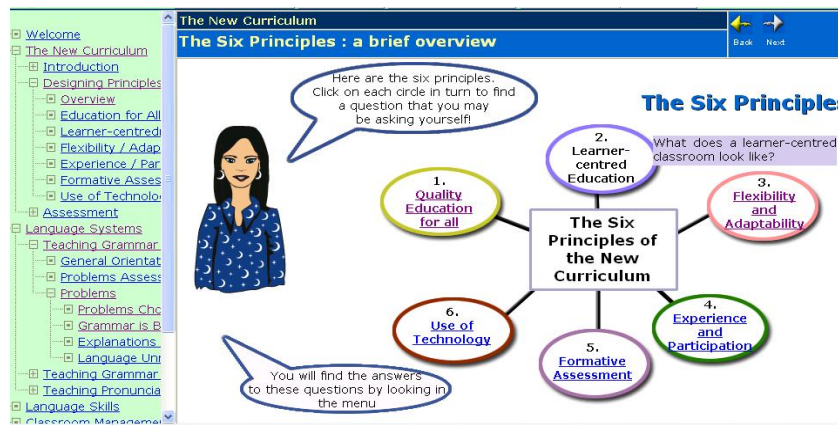 Welcome
The New Curriculum
Introduction
Designing Principles
Overview
Education for All
Learner-centred
Flexibility / Adap
Experience / Par
Formative Asses
Use of Technolo
Assessment
Language Systems
Teaching Grammar
General Orientat
Problems Assess
Problems
Problems Cho
Grammar is B
Explanations
Language Unr
Teaching Grammar
Teaching Pronuncia
Language Skills
Classroom Managemen
The New Curriculum
The Six Principles : a brief overview
Back Next
Here are the six principles.
Click on each circle in turn to find
a question that you may
be asking yourself!
The Six Principles
1.
Quality
Education
for all
2.
Learner-
centred
Education
What does a learner-centred
classroom look like?
3.
Flexibility
and
Adaptability
The Six
Principles of
the New
Curriculum
4.
Experience
and
Participation
5.
Formative
Assessment
6.
Use of
Technology
You will find the answers
to these questions by looking in
the menu